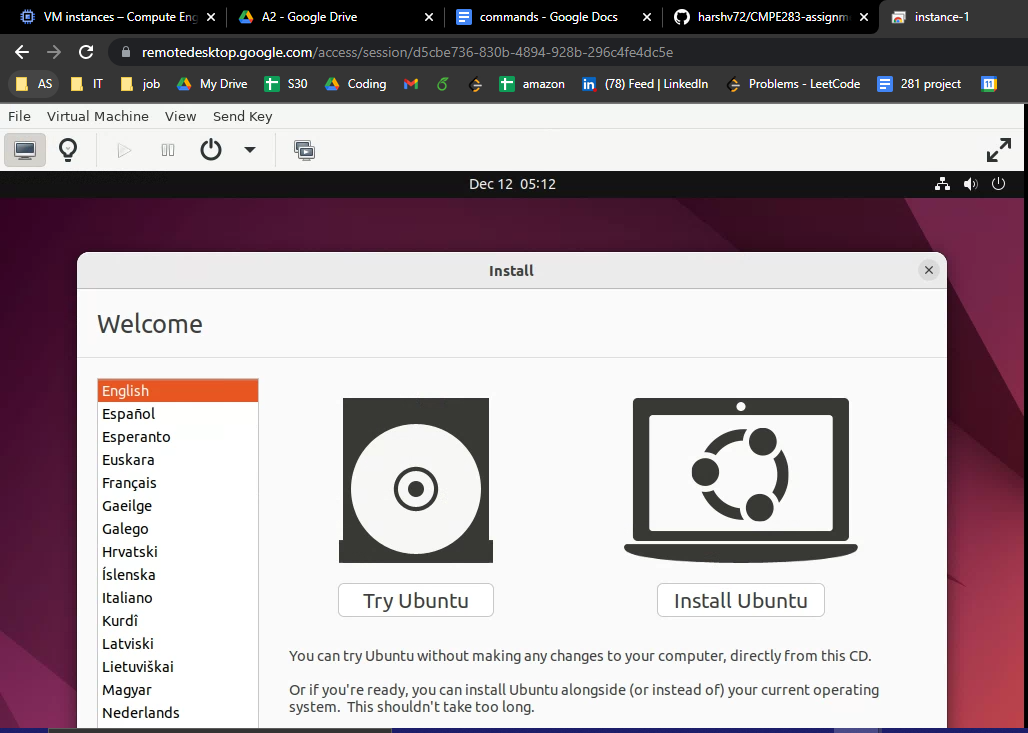 VM instances – Compute Eng
A2 - Google Drive
commands - Google Docs
harshv72/CMPE283-assignm
instance-1
remotedesktop.google.com/access/session/d5cbe736-830b-4894-928b-296c4fe4dc5e
AS
IT
job
My Drive
S30
Coding
amazon
(78) Feed | LinkedIn
Problems - LeetCode
281 project
11
File Virtual Machine View Send Key
Dec 12 05:12
Install
Welcome
English
Español
Esperanto
Euskara
Français
Gaeilge
Galego
Hrvatski
Íslenska
Italiano
Kurdî
Latviski
Lietuviškai
Magyar
Nederlands
Try Ubuntu
Install Ubuntu
You can try Ubuntu without making any changes to your computer, directly from this CD.
Or if you're ready, you can install Ubuntu alongside (or instead of) your current operating
system. This shouldn't take too long.